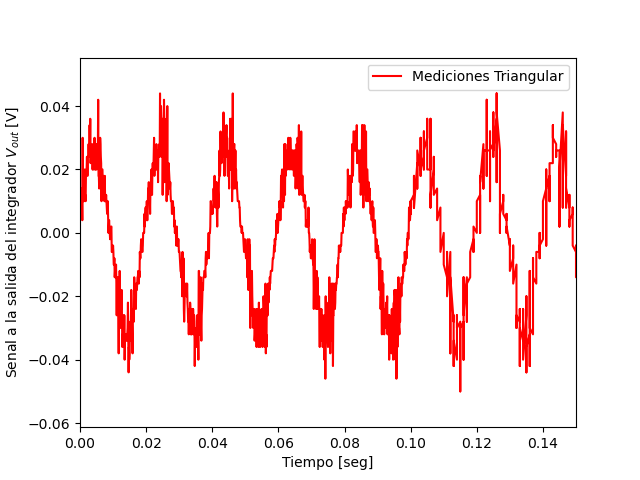 Mediciones Triangular
Senal a la salida del integrador V_out [V]
0.04
0.02
0.00
−0.02
−0.04
−0.06
0.00 0.02 0.04 0.06 0.08 0.10 0.12 0.14
Tiempo [seg]